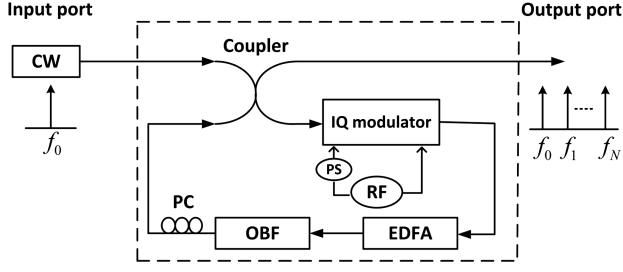 Input port
Output port
CW
Coupler
IQ modulator
PS
RF
PC
OBF
EDFA
f0
f0 f1 ---- fN